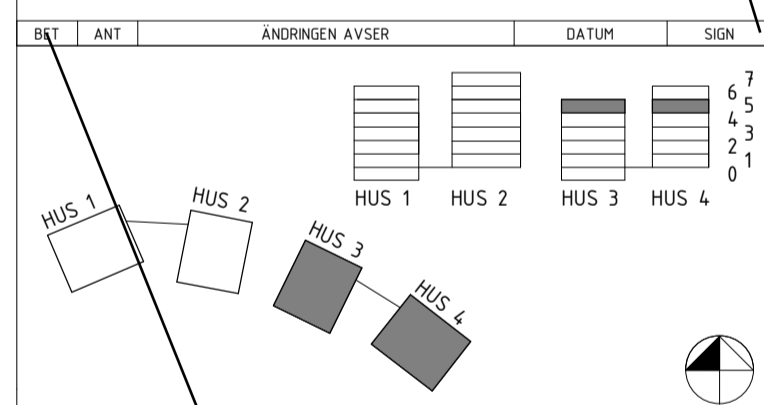 BET ANT ÄNDRINGEN AVSER DATUM SIGN
7
6
5
4
3
2
1
0
HUS 1 HUS 2 HUS 3 HUS 4
HUS 1
HUS 2
HUS 3
HUS 4